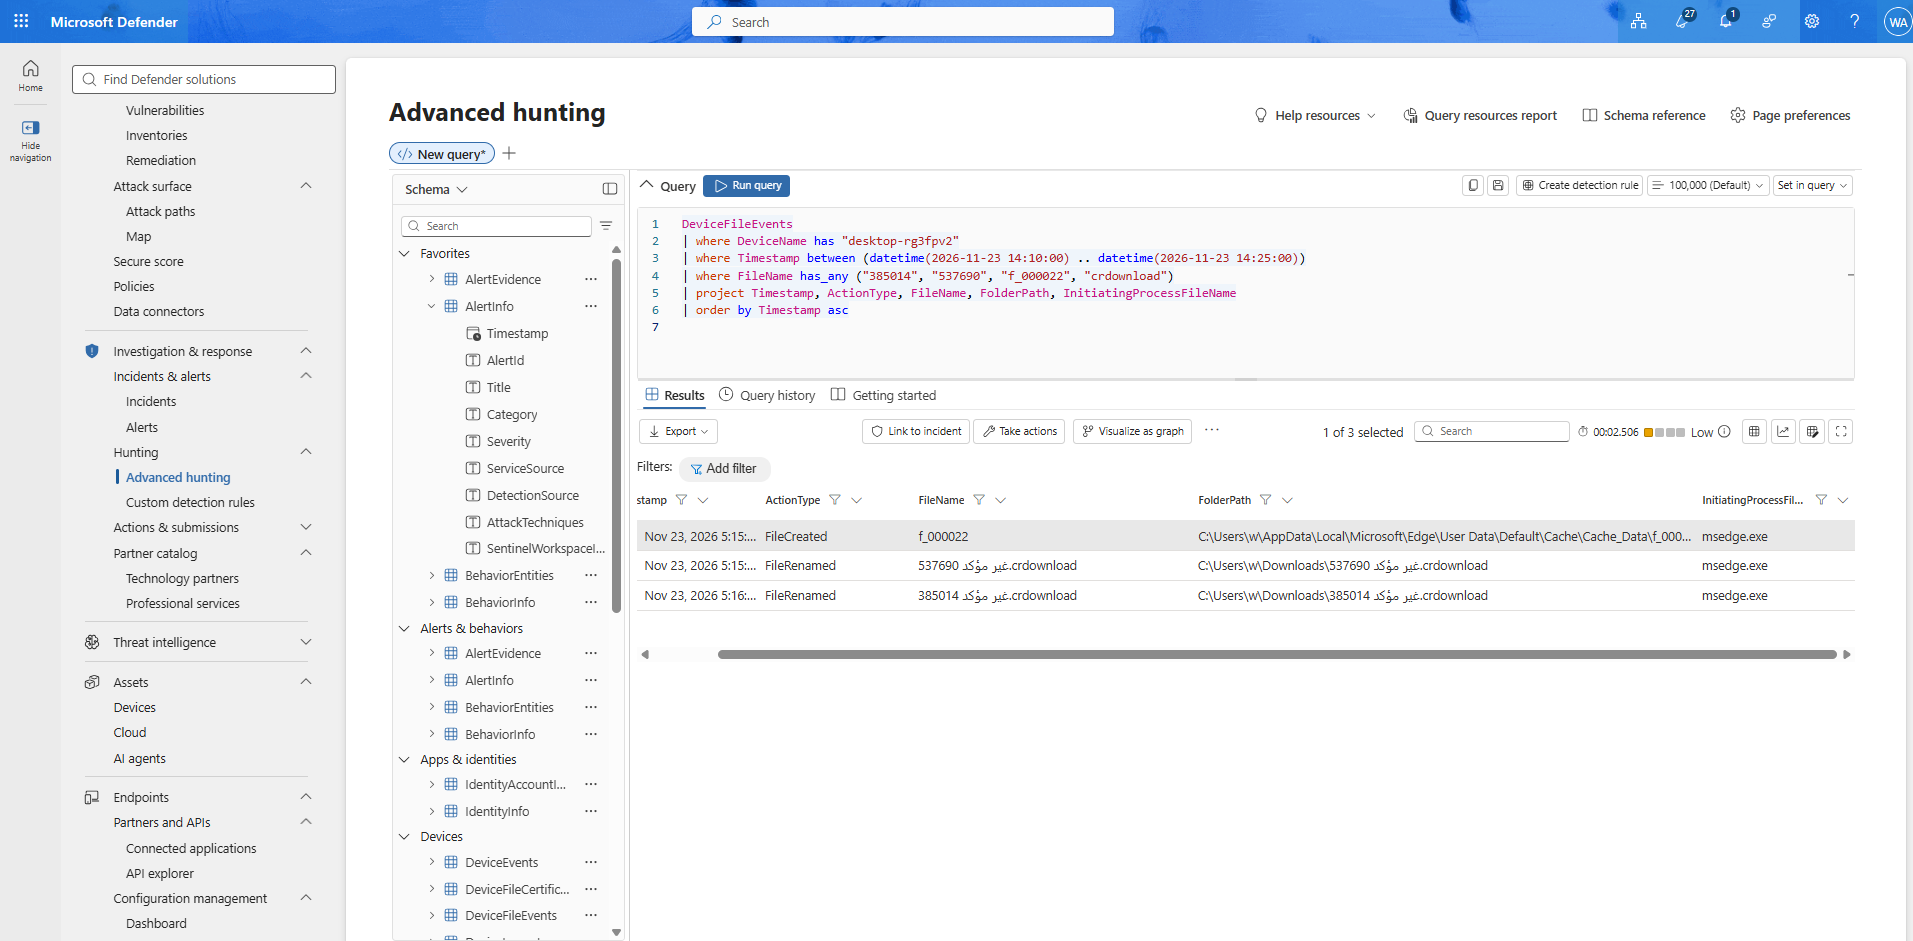 Microsoft Defender
Search
27
1
WA
Home
Hide navigation
Find Defender solutions
Vulnerabilities
Inventories
Remediation
Attack surface
Attack paths
Map
Secure score
Policies
Data connectors
Investigation & response
Incidents & alerts
Incidents
Alerts
Hunting
Advanced hunting
Custom detection rules
Actions & submissions
Partner catalog
Technology partners
Professional services
Threat intelligence
Assets
Devices
Cloud
AI agents
Endpoints
Partners and APIs
Connected applications
API explorer
Configuration management
Dashboard
Advanced hunting
Help resources
Query resources report
Schema reference
Page preferences
New query*
Schema
Search
Favorites
AlertEvidence
AlertInfo
Timestamp
AlertId
Title
Category
Severity
ServiceSource
DetectionSource
AttackTechniques
SentinelWorkspaceI...
BehaviorEntities
BehaviorInfo
Alerts & behaviors
AlertEvidence
AlertInfo
BehaviorEntities
BehaviorInfo
Apps & identities
IdentityAccountI...
IdentityInfo
Devices
DeviceEvents
DeviceFileCertific...
DeviceFileEvents
Query
Run query
Create detection rule
100,000 (Default)
Set in query
1 DeviceFileEvents
2 | where DeviceName has "desktop-rg3fpv2"
3 | where Timestamp between (datetime(2026-11-23 14:10:00) .. datetime(2026-11-23 14:25:00))
4 | where FileName has_any ("385014", "537690", "f_000022", "crdownload")
5 | project Timestamp, ActionType, FileName, FolderPath, InitiatingProcessFileName
6 | order by Timestamp asc
7
Results
Query history
Getting started
Export
Link to incident
Take actions
Visualize as graph
1 of 3 selected
Search
00:02.506
Low
Filters:
Add filter
stamp ActionType FileName FolderPath InitiatingProcessFil...
Nov 23, 2026 5:15:... FileCreated f_000022 C:\Users\w\AppData\Local\Microsoft\Edge\User Data\Default\Cache\Cache_Data\f_000... msedge.exe
Nov 23, 2026 5:15:... FileRenamed 537690 غير مؤكد.crdownload C:\Users\w\Downloads\537690 غير مؤكد.crdownload msedge.exe
Nov 23, 2026 5:16:... FileRenamed 385014 غير مؤكد.crdownload C:\Users\w\Downloads\385014 غير مؤكد.crdownload msedge.exe